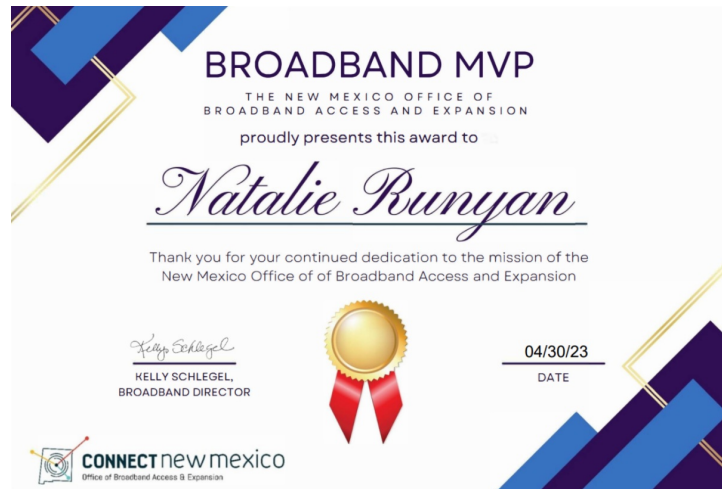 BROADBAND MVP
THE NEW MEXICO OFFICE OF
BROADBAND ACCESS AND EXPANSION
proudly presents this award to
Natalie Runyan
Thank you for your continued dedication to the mission of the
New Mexico Office of of Broadband Access and Expansion
Kelly Schlegel
KELLY SCHLEGEL,
BROADBAND DIRECTOR
04/30/23
DATE
CONNECT new mexico
Office of Broadband Access & Expansion